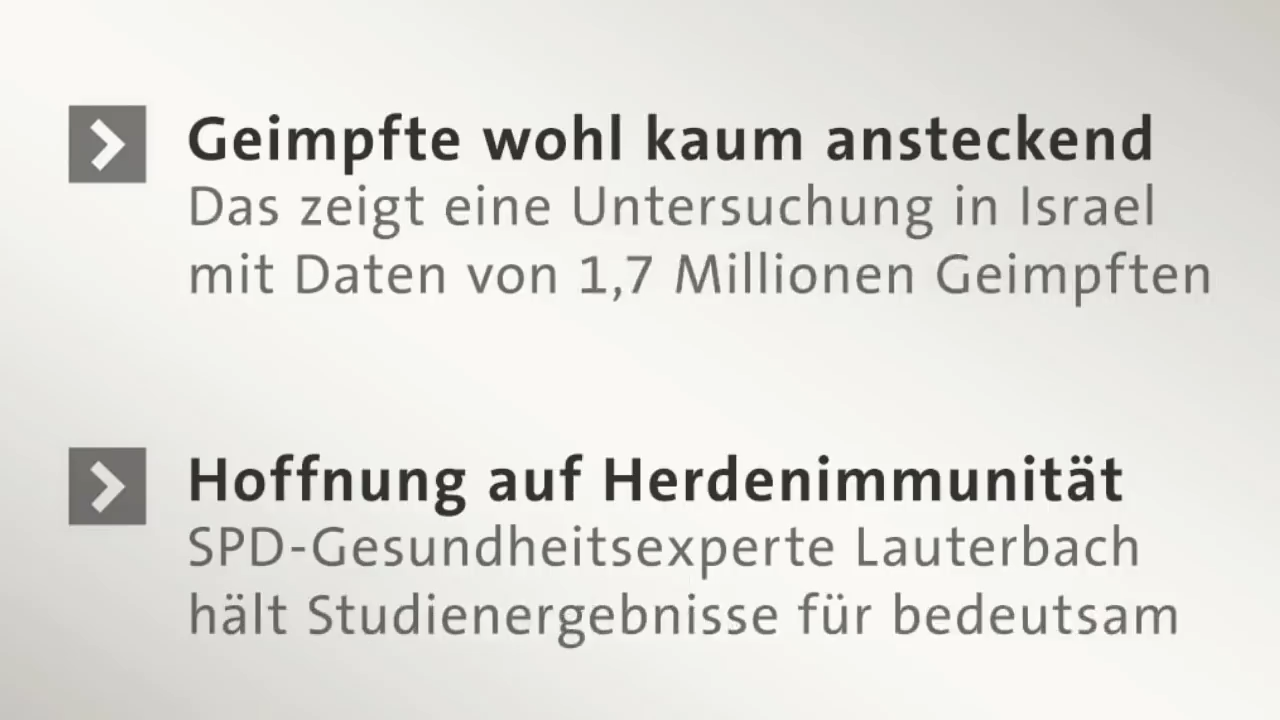 Geimpfte wohl kaum ansteckend
Das zeigt eine Untersuchung in Israel
mit Daten von 1,7 Millionen Geimpften
Hoffnung auf Herdenimmunität
SPD-Gesundheitsexperte Lauterbach
hält Studienergebnisse für bedeutsam